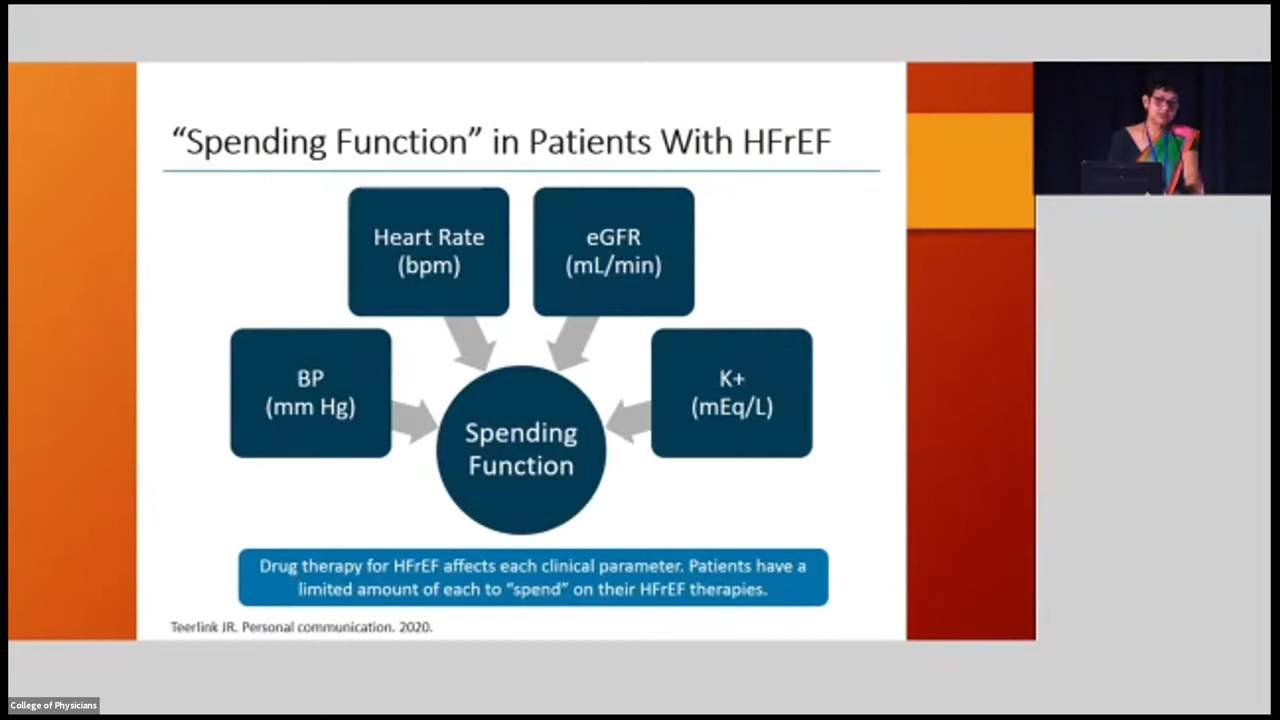 “Spending Function” in Patients With HFrEF
Heart Rate
(bpm)
eGFR
(mL/min)
BP
(mm Hg)
K+
(mEq/L)
Spending
Function
Drug therapy for HFrEF affects each clinical parameter. Patients have a
limited amount of each to “spend” on their HFrEF therapies.
Teerlink JR. Personal communication. 2020.
College of Physicians